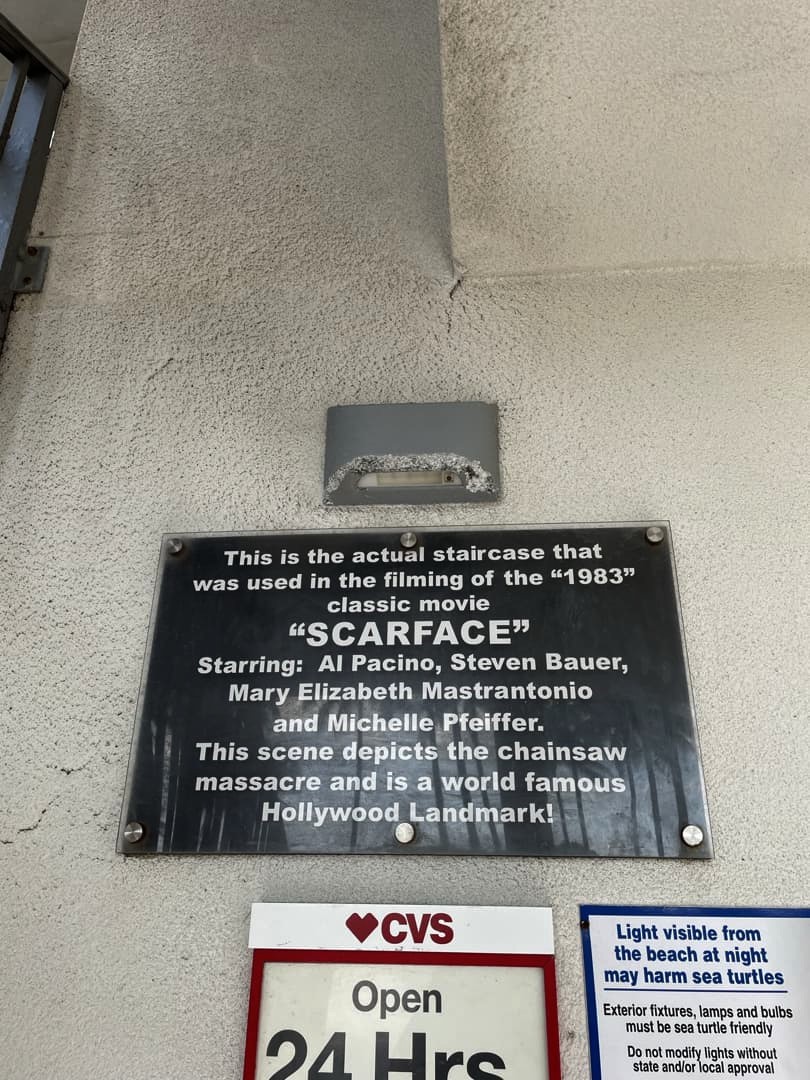 This is the actual staircase that
was used in the filming of the “1983”
classic movie
“SCARFACE”
Starring: Al Pacino, Steven Bauer,
Mary Elizabeth Mastrantonio
and Michelle Pfeiffer.
This scene depicts the chainsaw
massacre and is a world famous
Hollywood Landmark!
CVS
Open
24 Hrs
Light visible from
the beach at night
may harm sea turtles
Exterior fixtures, lamps and bulbs
must be sea turtle friendly
Do not modify lights without
state and/or local approval